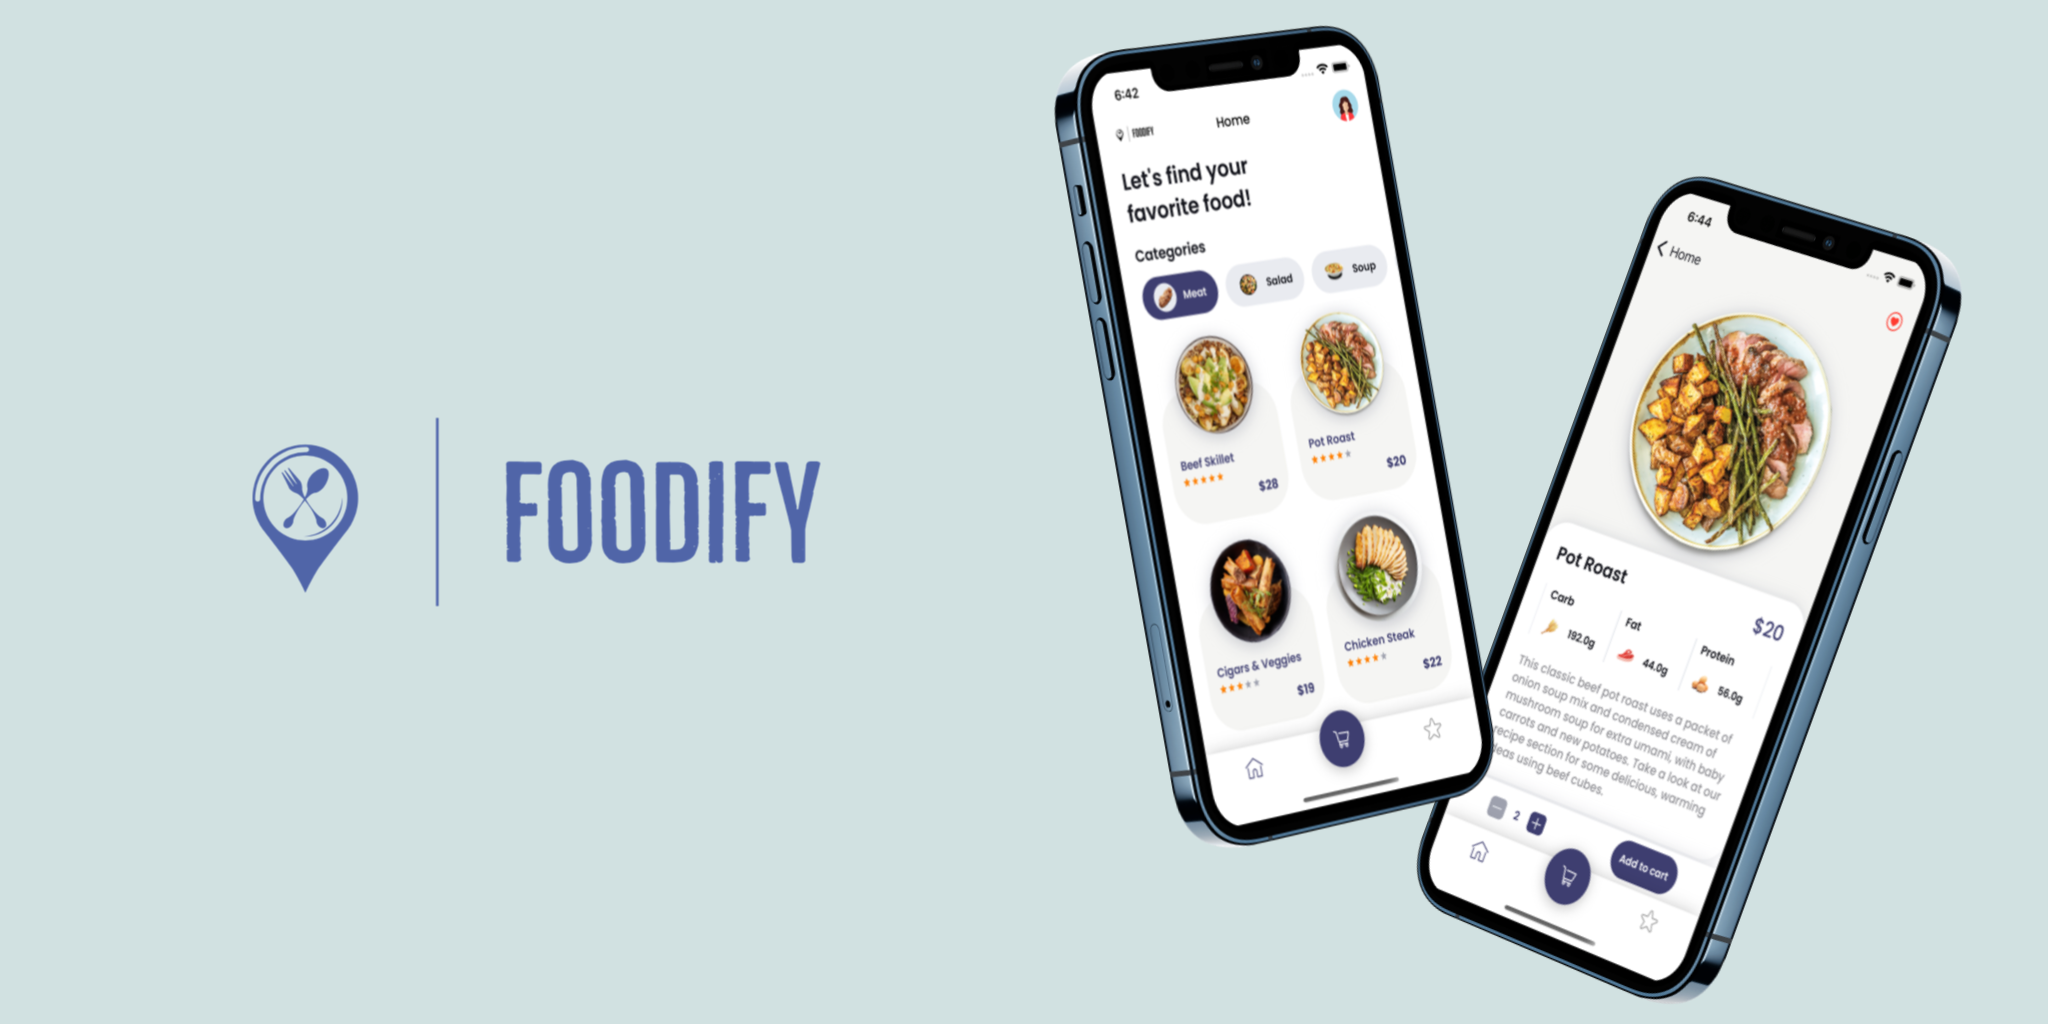 FOODIFY
6:42
FOODIFY
Home
Let's find your
favorite food!
Categories
Meat
Salad
Soup
Beef Skillet
$28
Pot Roast
$20
Cigars & Veggies
$19
Chicken Steak
$22
6:44
Home
Pot Roast
$20
Carb
192.0g
Fat
44.0g
Protein
56.0g
This classic beef pot roast uses a packet of
onion soup mix and condensed cream of
mushroom soup for extra umami, with baby
carrots and new potatoes. Take a look at our
recipe section for some delicious, warming
deas using beef cubes.
2
Add to cart